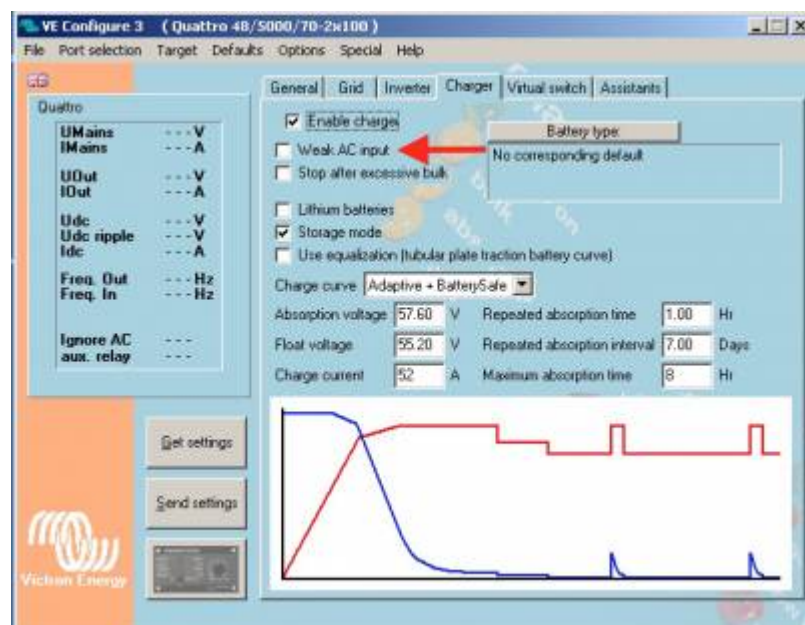 VE Configure 3 ( Quattro 48/5000/70-2x100 )
File Port selection Target Defaults Options Special Help
Quattro
UMains ---V
IMains ---A
UOut ---V
IOut ---A
Udc ---V
Udc ripple ---V
Idc ---A
Freq. Out ---Hz
Freq. In ---Hz
Ignore AC ---
aux. relay ---
Get settings
Send settings
Victron Energy
General Grid Inverter Charger Virtual switch Assistants
Enable charger
Weak AC input
Stop after excessive bulk
Battery type:
No corresponding default
Lithium batteries
Storage mode
Use equalization (tubular plate traction battery curve)
Charge curve Adaptive + BatterySafe
Absorption voltage 57.60 V Repeated absorption time 1.00 Hr
Float voltage 55.20 V Repeated absorption interval 7.00 Days
Charge current 52 A Maximum absorption time 8 Hr